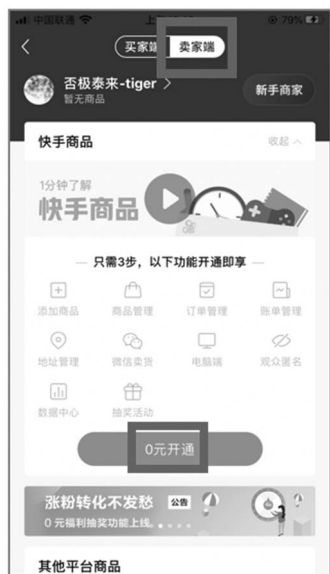 中国联通
79%
买家端 卖家端
否极泰来-tiger >
暂无商品
新手商家
快手商品
收起
1分钟了解
快手商品
只需3步，以下功能开通即享
添加商品 商品管理 订单管理 账单管理
地址管理 微信卖货 电脑端 观众匿名
数据中心 抽奖活动
0元开通
涨粉转化不发愁 公告
0 元福利抽奖功能上线
其他平台商品